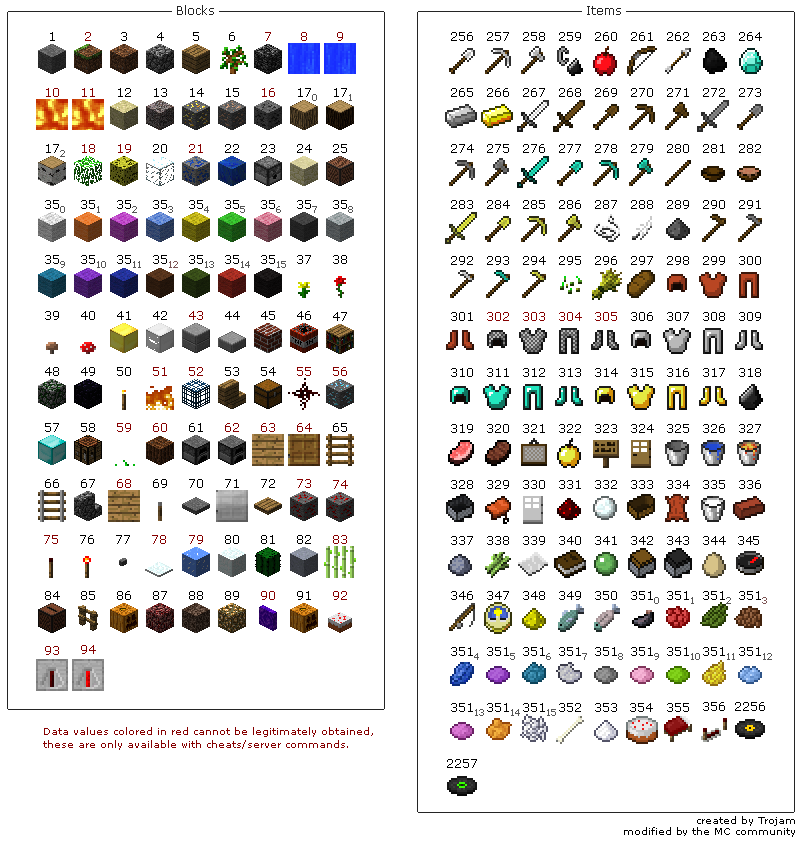 Blocks
1 2 3 4 5 6 7 8 9
10 11 12 13 14 15 16 17₀ 17₁
17₂ 18 19 20 21 22 23 24 25
35₀ 35₁ 35₂ 35₃ 35₄ 35₅ 35₆ 35₇ 35₈
35₉ 35₁₀ 35₁₁ 35₁₂ 35₁₃ 35₁₄ 35₁₅ 37 38
39 40 41 42 43 44 45 46 47
48 49 50 51 52 53 54 55 56
57 58 59 60 61 62 63 64 65
66 67 68 69 70 71 72 73 74
75 76 77 78 79 80 81 82 83
84 85 86 87 88 89 90 91 92
93 94
Data values colored in red cannot be legitimately obtained,
these are only available with cheats/server commands.
Items
256 257 258 259 260 261 262 263 264
265 266 267 268 269 270 271 272 273
274 275 276 277 278 279 280 281 282
283 284 285 286 287 288 289 290 291
292 293 294 295 296 297 298 299 300
301 302 303 304 305 306 307 308 309
310 311 312 313 314 315 316 317 318
319 320 321 322 323 324 325 326 327
328 329 330 331 332 333 334 335 336
337 338 339 340 341 342 343 344 345
346 347 348 349 350 351₀ 351₁ 351₂ 351₃
351₄ 351₅ 351₆ 351₇ 351₈ 351₉ 351₁₀ 351₁₁ 351₁₂
351₁₃ 351₁₄ 351₁₅ 352 353 354 355 356 2256
2257
created by Trojam
modified by the MC community